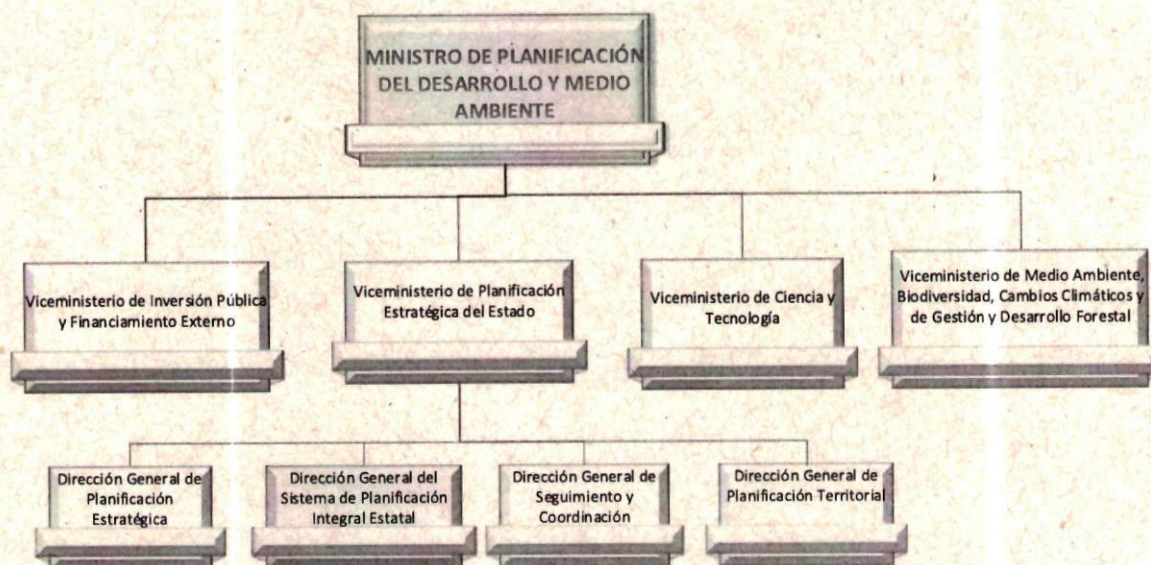 MINISTRO DE PLANIFICACIÓN
DEL DESARROLLO Y MEDIO
AMBIENTE
Viceministerio de Inversión Pública
y Financiamiento Externo
Viceministerio de Planificación
Estratégica del Estado
Viceministerio de Ciencia y
Tecnología
Viceministerio de Medio Ambiente,
Biodiversidad, Cambios Climáticos y
de Gestión y Desarrollo Forestal
Dirección General de
Planificación
Estratégica
Dirección General del
Sistema de Planificación
Integral Estatal
Dirección General de
Seguimiento y
Coordinación
Dirección General de
Planificación Territorial